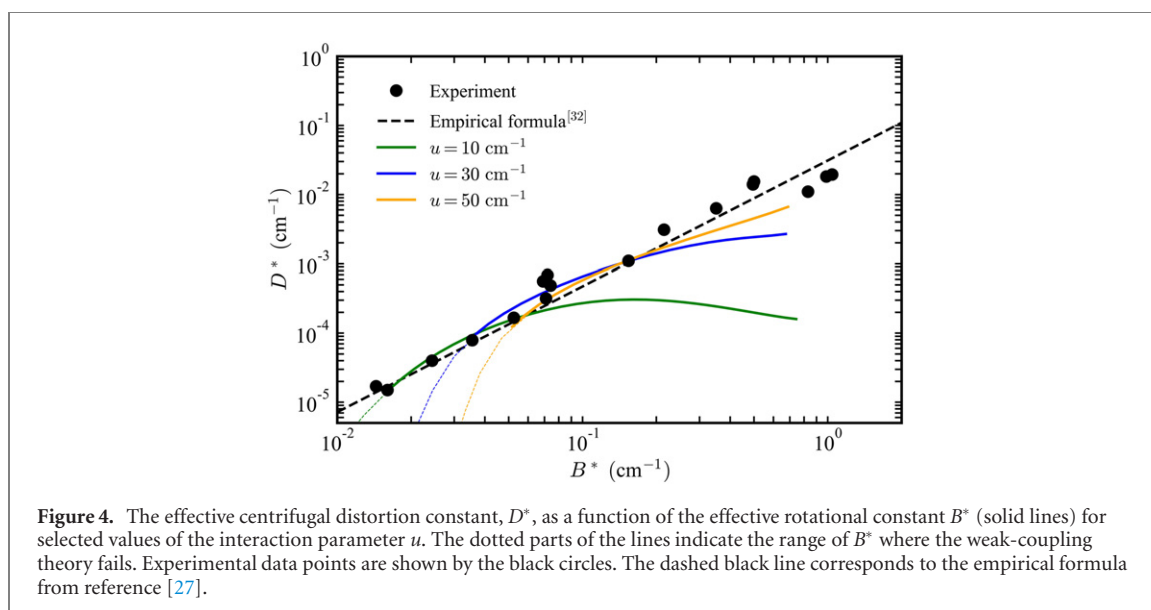 10^0
10^-1
10^-2
10^-3
10^-4
10^-5
D* (cm^-1)
Experiment
Empirical formula^[32]
u = 10 cm^-1
u = 30 cm^-1
u = 50 cm^-1
10^-2
10^-1
10^0
B* (cm^-1)
Figure 4. The effective centrifugal distortion constant, D*, as a function of the effective rotational constant B* (solid lines) for
selected values of the interaction parameter u. The dotted parts of the lines indicate the range of B* where the weak-coupling
theory fails. Experimental data points are shown by the black circles. The dashed black line corresponds to the empirical formula
from reference [27].